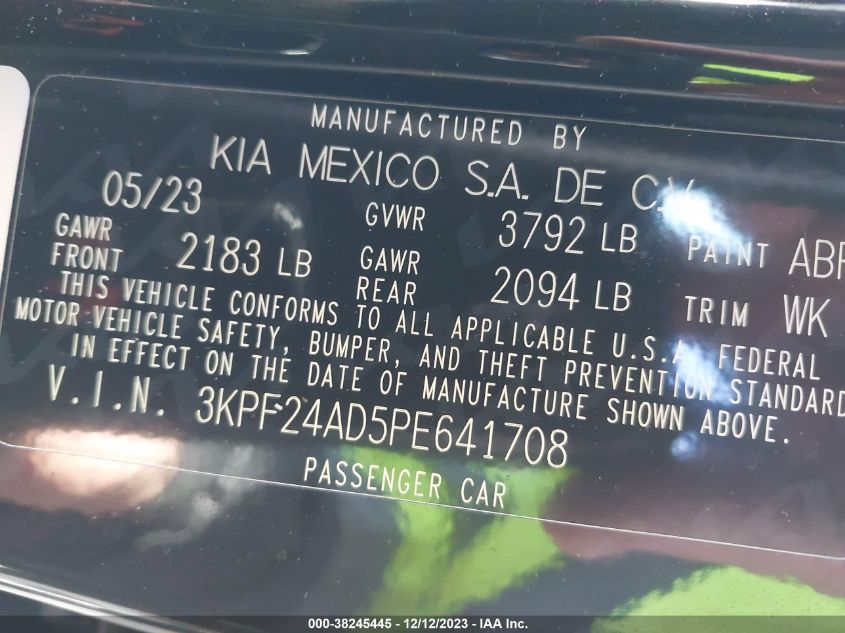 MANUFACTURED BY
KIA MEXICO S.A. DE C.V.
05/23 GVWR 3792 LB PAINT
GAWR FRONT 2183 LB GAWR REAR 2094 LB TRIM WK
THIS VEHICLE CONFORMS TO ALL APPLICABLE U.S.A. FEDERAL
MOTOR VEHICLE SAFETY, BUMPER, AND THEFT PREVENTION STANDARD
IN EFFECT ON THE DATE OF MANUFACTURE SHOWN ABOVE.
V.I.N. 3KPF24AD5PE641708
PASSENGER CAR
000-38245445 - 12/12/2023 - IAA Inc.